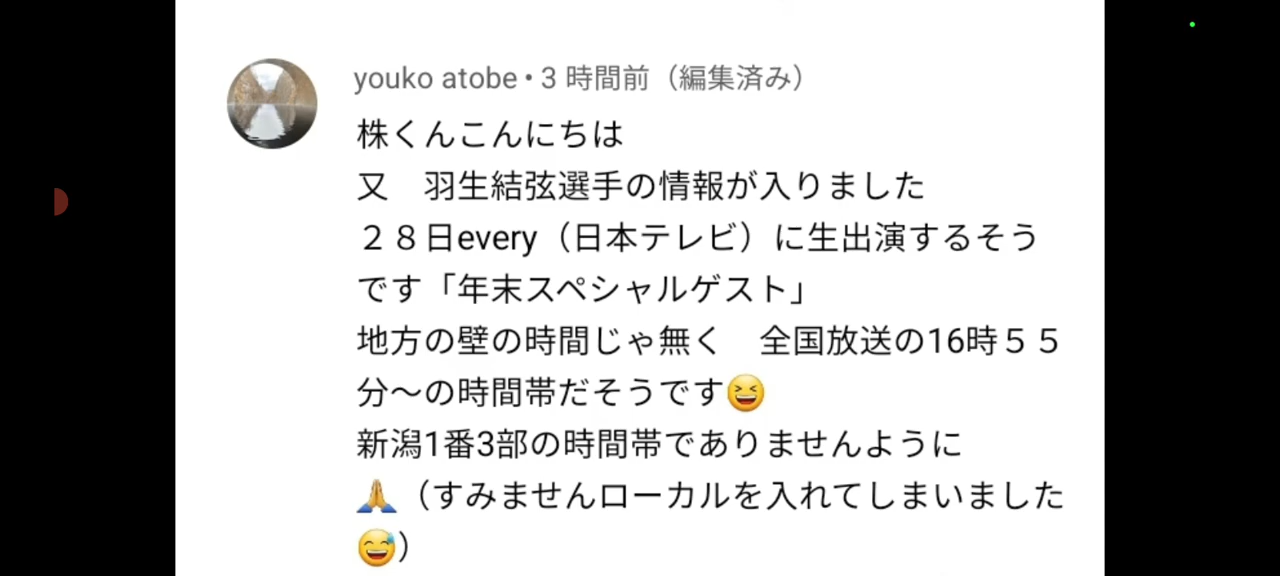 youko atobe • 3 時間前（編集済み）
株くんこんにちは
又　羽生結弦選手の情報が入りました
２８日every（日本テレビ）に生出演するそう
です「年末スペシャルゲスト」
地方の壁の時間じゃ無く　全国放送の16時５５
分〜の時間帯だそうです😆
新潟1番3部の時間帯でありませんように
🙏（すみませんローカルを入れてしまいました
😅）